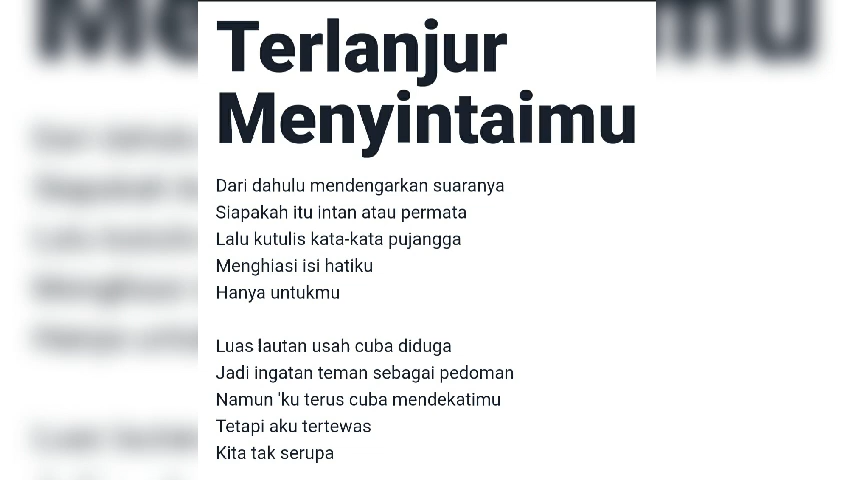 Terlanjur
Menyintaimu
Dari dahulu mendengarkan suaranya
Siapakah itu intan atau permata
Lalu kutulis kata-kata pujangga
Menghiasi isi hatiku
Hanya untukmu
Luas lautan usah cuba diduga
Jadi ingatan teman sebagai pedoman
Namun 'ku terus cuba mendekatimu
Tetapi aku tertewas
Kita tak serupa